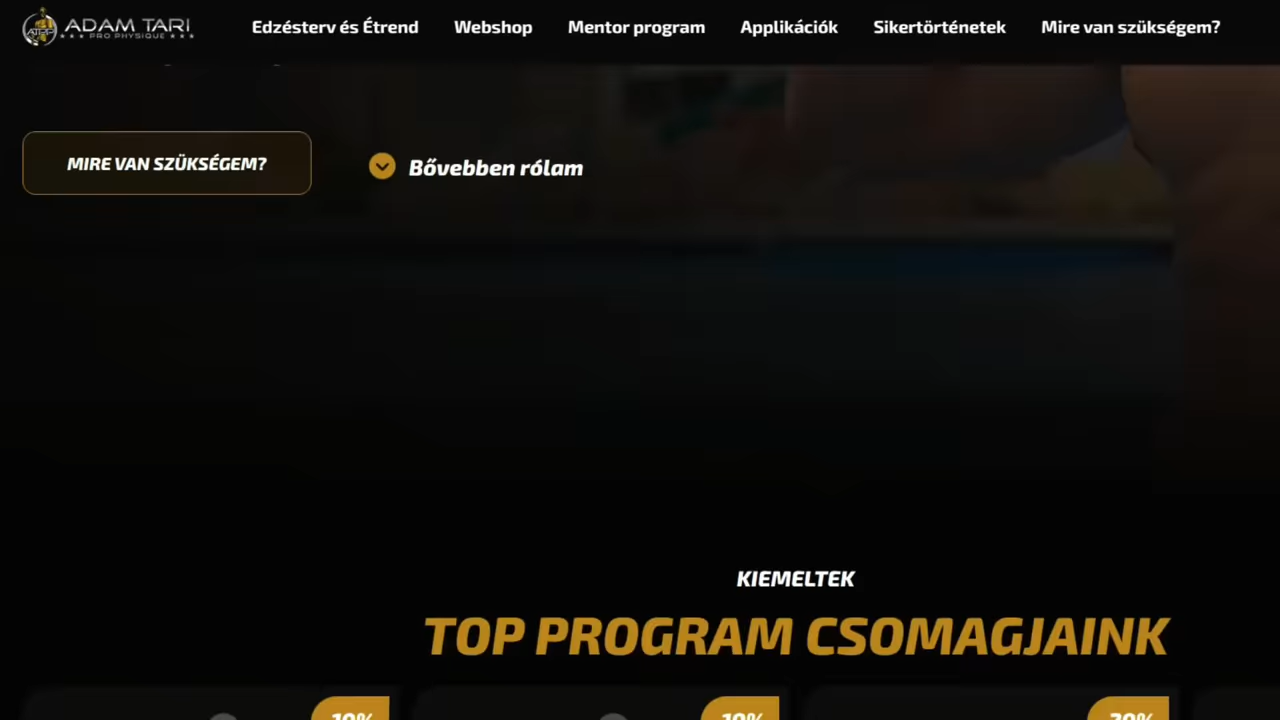 ADAM TARI
PRO PHYSIQUE
Edzésterv és Étrend
Webshop
Mentor program
Applikációk
Sikertörténetek
Mire van szükségem?
MIRE VAN SZÜKSÉGEM?
Bővebben rólam
KIEMELTEK
TOP PROGRAM CSOMAGJAINK